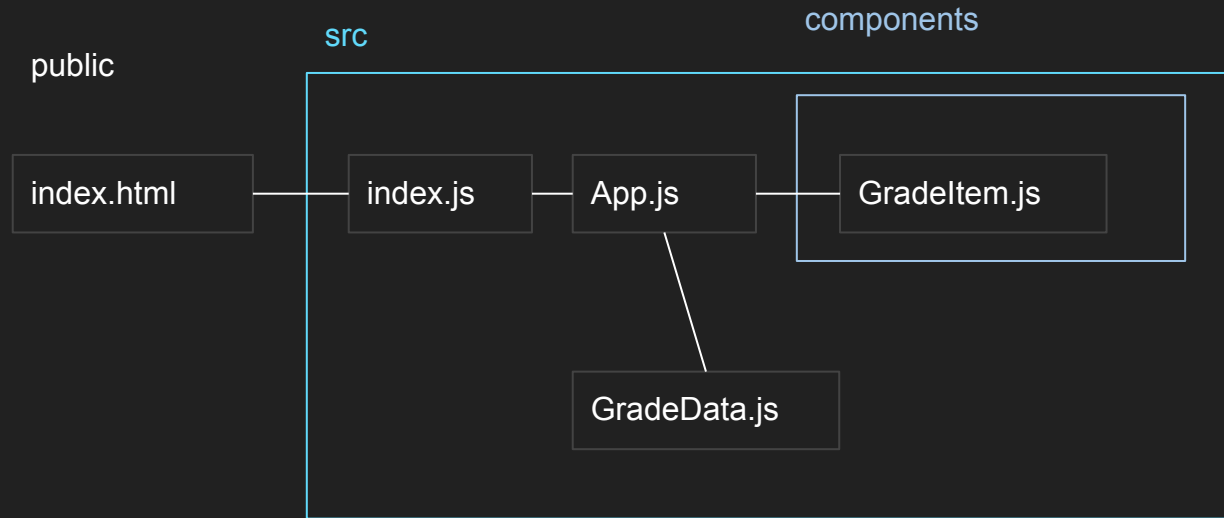 components
src
public
index.html
index.js
App.js
GradeItem.js
GradeData.js